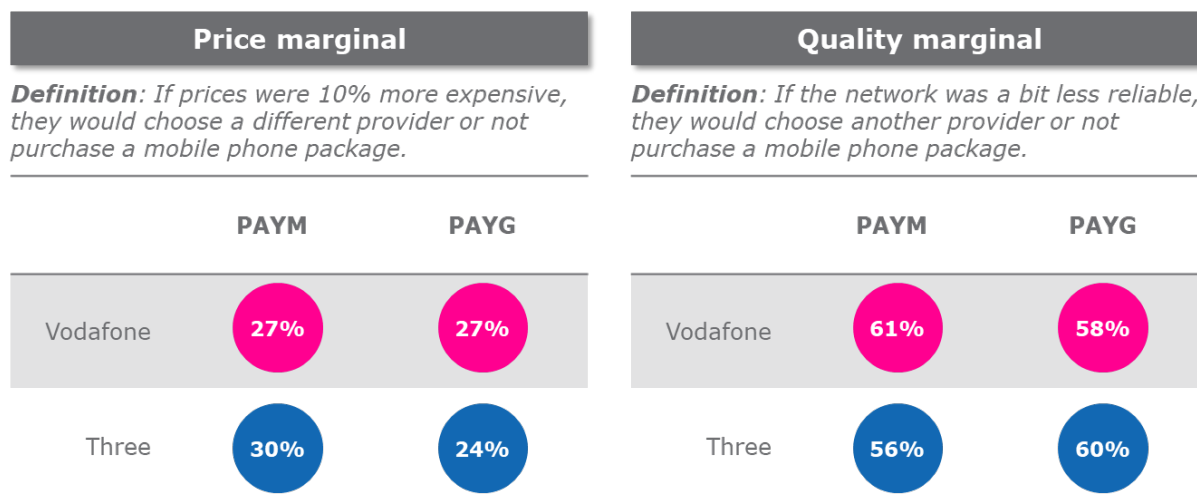 Price marginal
Definition: If prices were 10% more expensive,
they would choose a different provider or not
purchase a mobile phone package.
PAYM PAYG
Vodafone 27% 27%
Three 30% 24%
Quality marginal
Definition: If the network was a bit less reliable,
they would choose another provider or not
purchase a mobile phone package.
PAYM PAYG
Vodafone 61% 58%
Three 56% 60%